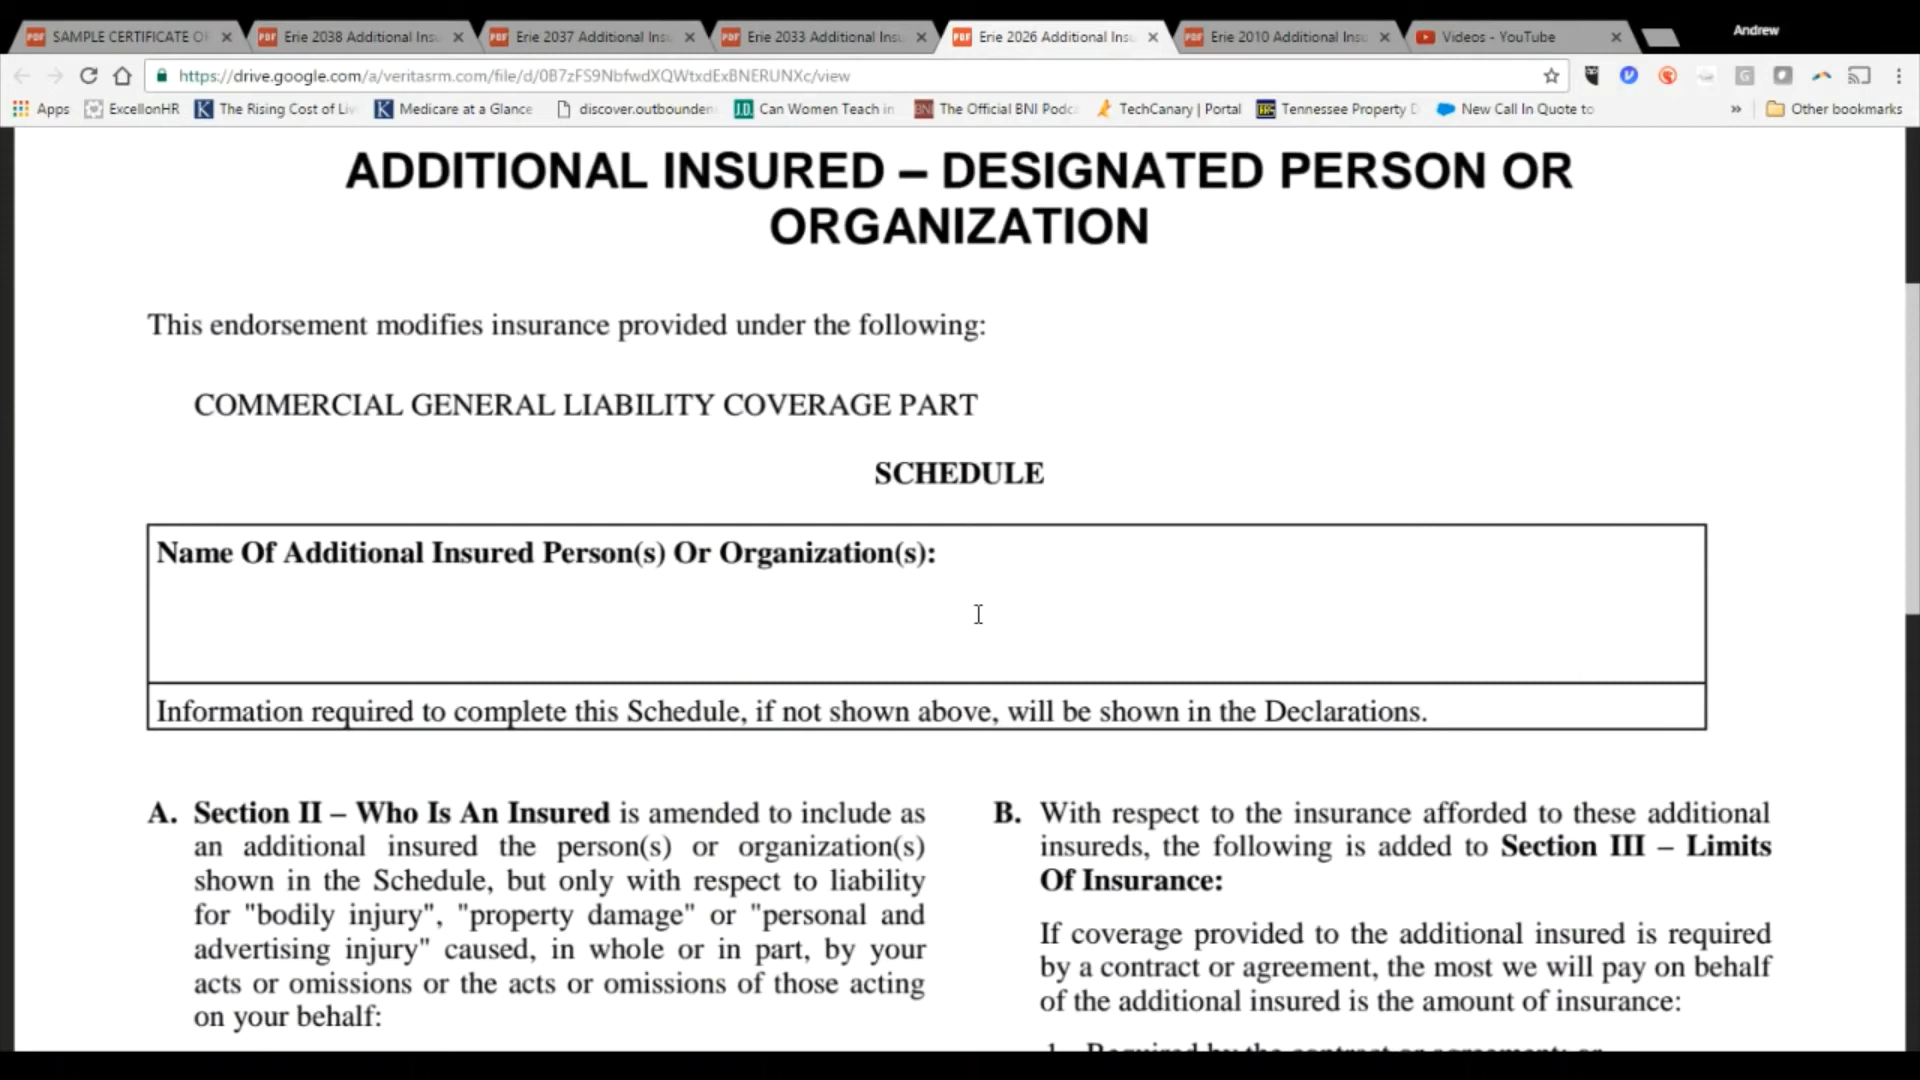 SAMPLE CERTIFICATE O
Erie 2038 Additional Ins
Erie 2037 Additional Ins
Erie 2033 Additional Ins
Erie 2026 Additional Ins
Erie 2010 Additional Ins
Videos - YouTube
Andrew
https://drive.google.com/a/veritasrm.com/file/d/0B7zFS9NbfwdXQWtxdExBNERUNXc/view
Apps
ExcellonHR
The Rising Cost of Liv
Medicare at a Glance
discover.outbounden
Can Women Teach in
The Official BNI Podc
TechCanary | Portal
Tennessee Property D
New Call In Quote to
» Other bookmarks
ADDITIONAL INSURED – DESIGNATED PERSON OR
ORGANIZATION
This endorsement modifies insurance provided under the following:
COMMERCIAL GENERAL LIABILITY COVERAGE PART
SCHEDULE
Name Of Additional Insured Person(s) Or Organization(s):
Information required to complete this Schedule, if not shown above, will be shown in the Declarations.
A. Section II – Who Is An Insured is amended to include as
an additional insured the person(s) or organization(s)
shown in the Schedule, but only with respect to liability
for "bodily injury", "property damage" or "personal and
advertising injury" caused, in whole or in part, by your
acts or omissions or the acts or omissions of those acting
on your behalf:
B. With respect to the insurance afforded to these additional
insureds, the following is added to Section III – Limits
Of Insurance:
If coverage provided to the additional insured is required
by a contract or agreement, the most we will pay on behalf
of the additional insured is the amount of insurance:
1. Required by the contract or agreement; or